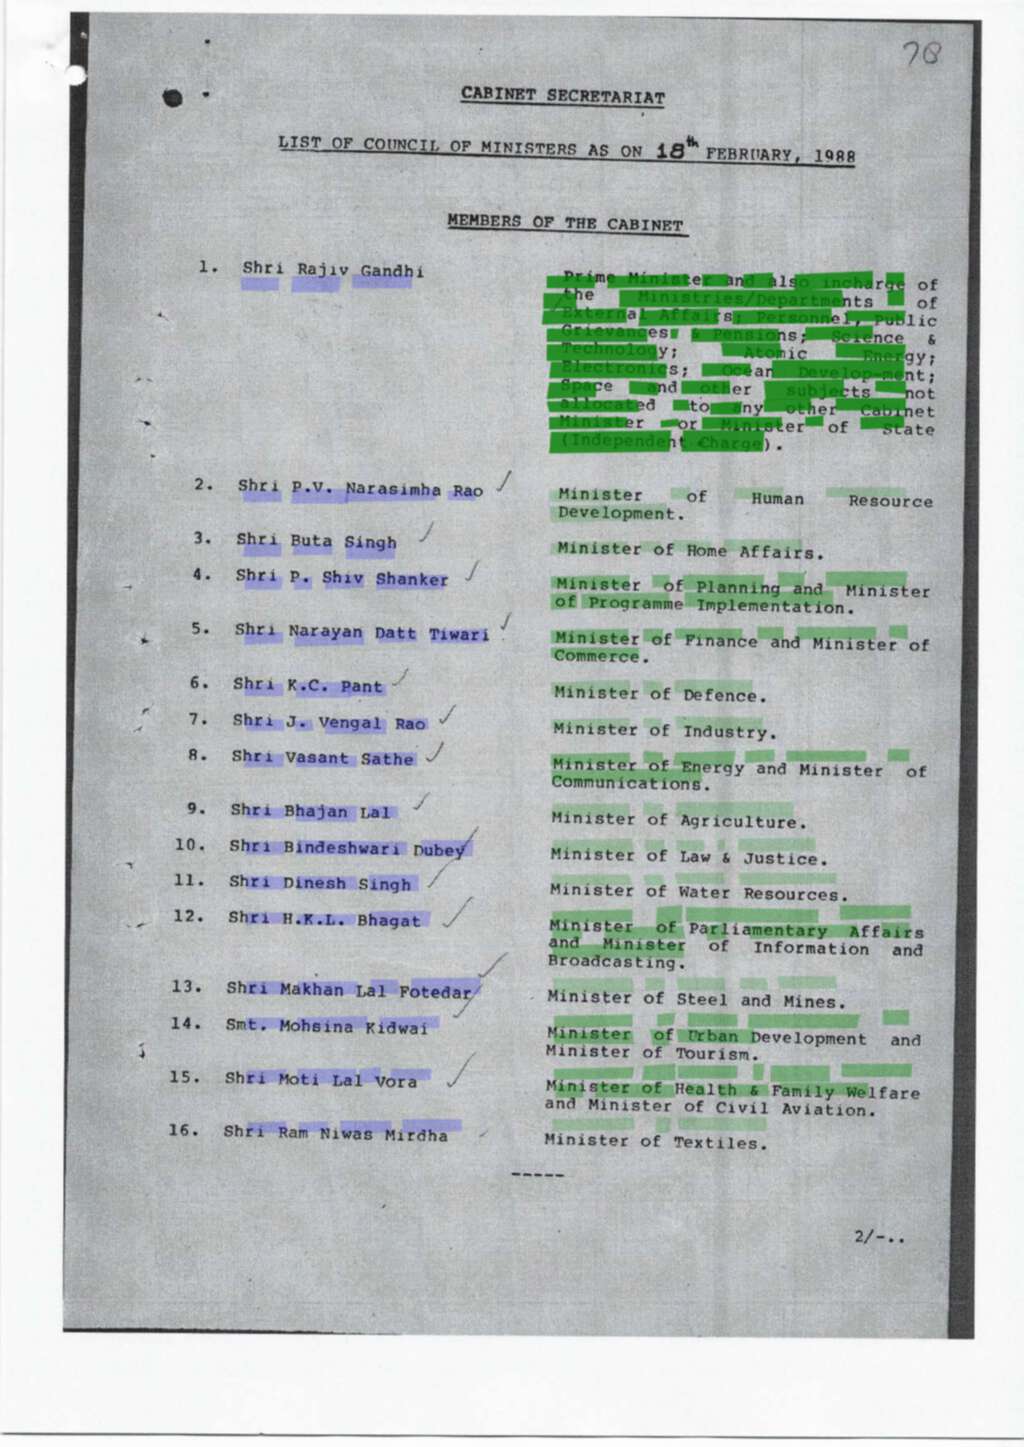 78
CABINET SECRETARIAT
LIST OF COUNCIL OF MINISTERS AS ON 18th FEBRUARY, 1988
MEMBERS OF THE CABINET
1. Shri Rajiv Gandhi Prime Minister and also incharge of
the Ministries/Departments of
External Affairs; Personnel, Public
Grievances & Pensions; Science &
Technology; Atomic Energy;
Electronics; Ocean Develop-ment;
Space and other subjects not
allocated to any other Cabinet
Minister or Minister of State
(Independent Charge).
2. Shri P.V. Narasimha Rao Minister of Human Resource
Development.
3. Shri Buta Singh Minister of Home Affairs.
4. Shri P. Shiv Shanker Minister of Planning and Minister
of Programme Implementation.
5. Shri Narayan Datt Tiwari Minister of Finance and Minister of
Commerce.
6. Shri K.C. Pant Minister of Defence.
7. Shri J. Vengal Rao Minister of Industry.
8. Shri Vasant Sathe Minister of Energy and Minister of
Communications.
9. Shri Bhajan Lal Minister of Agriculture.
10. Shri Bindeshwari Dubey Minister of Law & Justice.
11. Shri Dinesh Singh Minister of Water Resources.
12. Shri H.K.L. Bhagat Minister of Parliamentary Affairs
and Minister of Information and
Broadcasting.
13. Shri Makhan Lal Fotedar Minister of Steel and Mines.
14. Smt. Mohsina Kidwai Minister of Urban Development and
Minister of Tourism.
15. Shri Moti Lal Vora Minister of Health & Family Welfare
and Minister of Civil Aviation.
16. Shri Ram Niwas Mirdha Minister of Textiles.
-----
2/-..